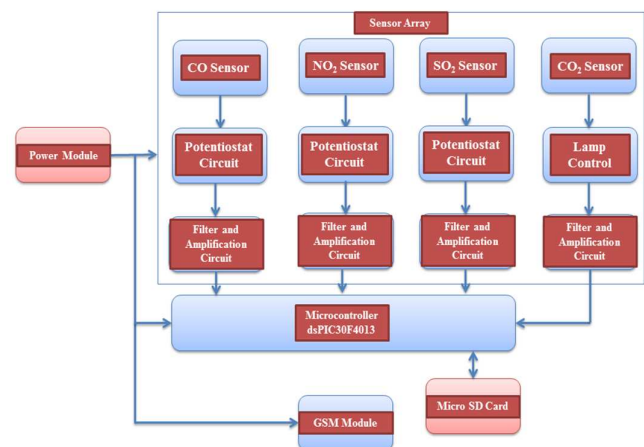 Sensor Array
CO Sensor
NO₂ Sensor
SO₂ Sensor
CO₂ Sensor
Power Module
Potentiostat
Circuit
Potentiostat
Circuit
Potentiostat
Circuit
Lamp
Control
Filter and
Amplification
Circuit
Filter and
Amplification
Circuit
Filter and
Amplification
Circuit
Filter and
Amplification
Circuit
Microcontroller
dsPIC30F4013
Micro SD Card
GSM Module